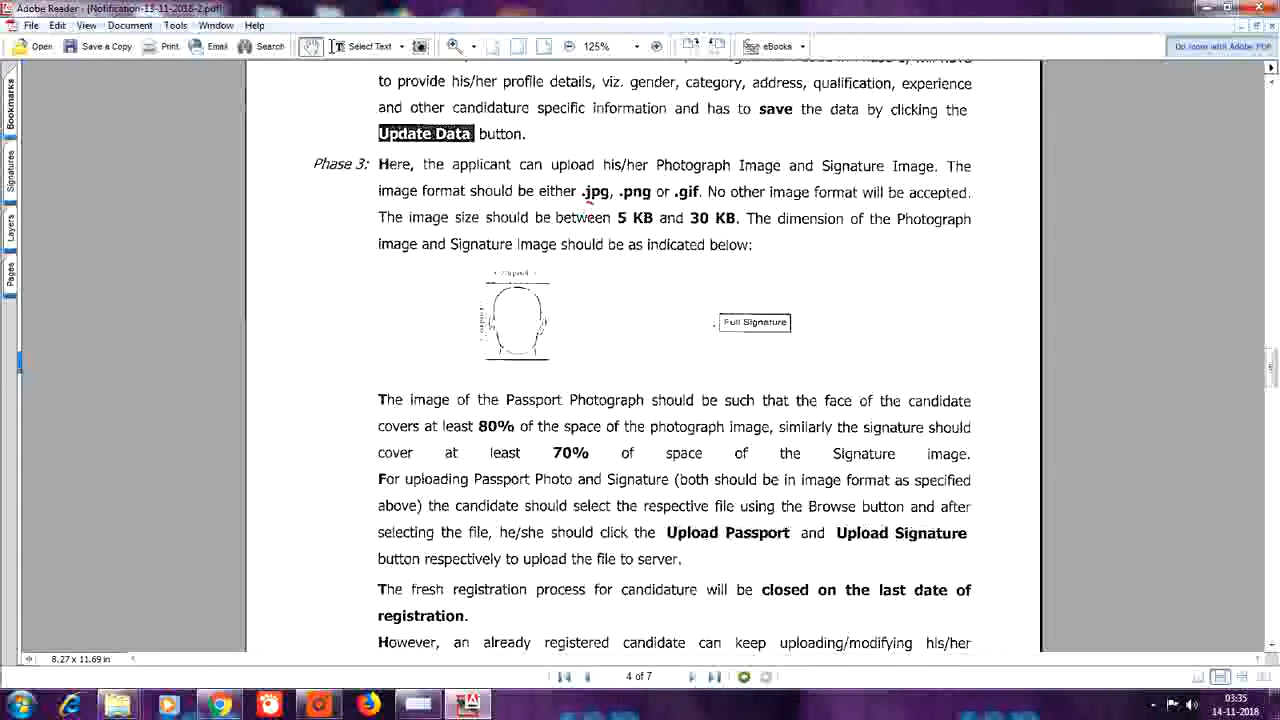 Adobe Reader - [Notification-13-11-2018-2.pdf]
File Edit View Document Tools Window Help
Open Save a Copy Print Email Search Select Text 125% eBooks Do more with Adobe PDF
Bookmarks
Signatures
Layers
Pages
to provide his/her profile details, viz. gender, category, address, qualification, experience
and other candidature specific information and has to save the data by clicking the
Update Data button.
Phase 3: Here, the applicant can upload his/her Photograph Image and Signature Image. The
image format should be either .jpg, .png or .gif. No other image format will be accepted.
The image size should be between 5 KB and 30 KB. The dimension of the Photograph
image and Signature Image should be as indicated below:
Full Signature
The image of the Passport Photograph should be such that the face of the candidate
covers at least 80% of the space of the photograph image, similarly the signature should
cover at least 70% of space of the Signature image.
For uploading Passport Photo and Signature (both should be in image format as specified
above) the candidate should select the respective file using the Browse button and after
selecting the file, he/she should click the Upload Passport and Upload Signature
button respectively to upload the file to server.
The fresh registration process for candidature will be closed on the last date of
registration.
However, an already registered candidate can keep uploading/modifying his/her
8.27 x 11.69 in
4 of 7
03:35
14-11-2018